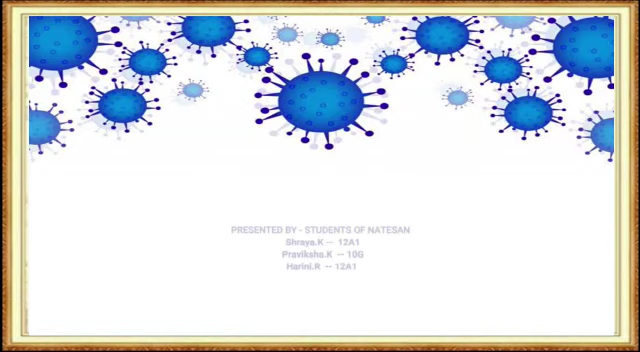 PRESENTED BY - STUDENTS OF NATESAN
Shraya.K -- 12A1
Praviksha.K -- 10G
Harini.R -- 12A1